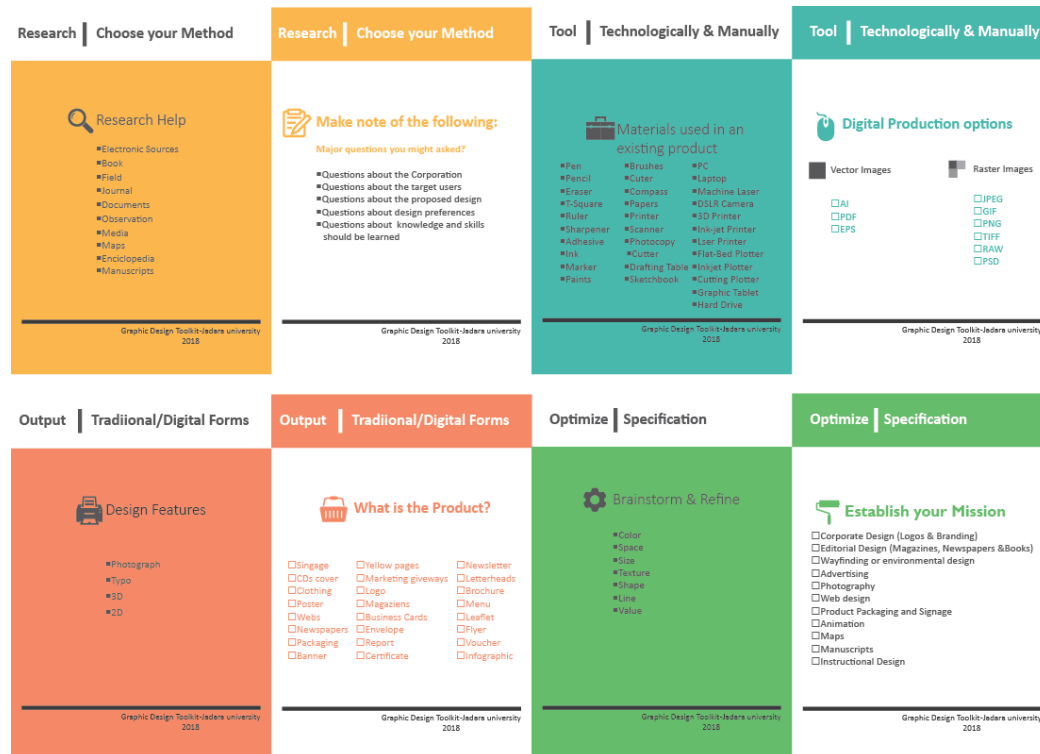 Research | Choose your Method
Research Help
▪Electronic Sources
▪Book
▪Field
▪Journal
▪Documents
▪Observation
▪Media
▪Maps
▪Enciclopedia
▪Manuscripts
Graphic Design Toolkit-Jadara university
2018
Research | Choose your Method
Make note of the following:
Major questions you might asked?
▪Questions about the Corporation
▪Questions about the target users
▪Questions about the proposed design
▪Questions about design preferences
▪Questions about knowledge and skills
should be learned
Graphic Design Toolkit-Jadara university
2018
Tool | Technologically & Manually
Materials used in an
existing product
▪Pen
▪Pencil
▪Eraser
▪T-Square
▪Ruler
▪Sharpener
▪Adhesive
▪Ink
▪Marker
▪Paints
▪Brushes
▪Cuter
▪Compass
▪Papers
▪Printer
▪Scanner
▪Photocopy
▪Cutter
▪Drafting Table
▪Sketchbook
▪PC
▪Laptop
▪Machine Laser
▪DSLR Camera
▪3D Printer
▪Ink-jet Printer
▪Lser Printer
▪Flat-Bed Plotter
▪Inkjet Plotter
▪Cutting Plotter
▪Graphic Tablet
▪Hard Drive
Graphic Design Toolkit-Jadara university
2018
Tool | Technologically & Manually
Digital Production options
Vector Images
☐AI
☐PDF
☐EPS
Raster Images
☐JPEG
☐GIF
☐PNG
☐TIFF
☐RAW
☐PSD
Graphic Design Toolkit-Jadara university
2018
Output | Tradiional/Digital Forms
Design Features
▪Photograph
▪Typo
▪3D
▪2D
Graphic Design Toolkit-Jadara university
2018
Output | Tradiional/Digital Forms
What is the Product?
☐Singage
☐CDs cover
☐Clothing
☐Poster
☐Webs
☐Newspapers
☐Packaging
☐Banner
☐Yellow pages
☐Marketing giveways
☐Logo
☐Magaziens
☐Business Cards
☐Envelope
☐Report
☐Certificate
☐Newsletter
☐Letterheads
☐Brochure
☐Menu
☐Leaflet
☐Flyer
☐Voucher
☐Infographic
Graphic Design Toolkit-Jadara university
2018
Optimize | Specification
Brainstorm & Refine
▪Color
▪Space
▪Size
▪Texture
▪Shape
▪Line
▪Value
Graphic Design Toolkit-Jadara university
2018
Optimize | Specification
Establish your Mission
☐Corporate Design (Logos & Branding)
☐Editorial Design (Magazines, Newspapers &Books)
☐Wayfinding or environmental design
☐Advertising
☐Photography
☐Web design
☐Product Packaging and Signage
☐Animation
☐Maps
☐Manuscripts
☐Instructional Design
Graphic Design Toolkit-Jadara university
2018